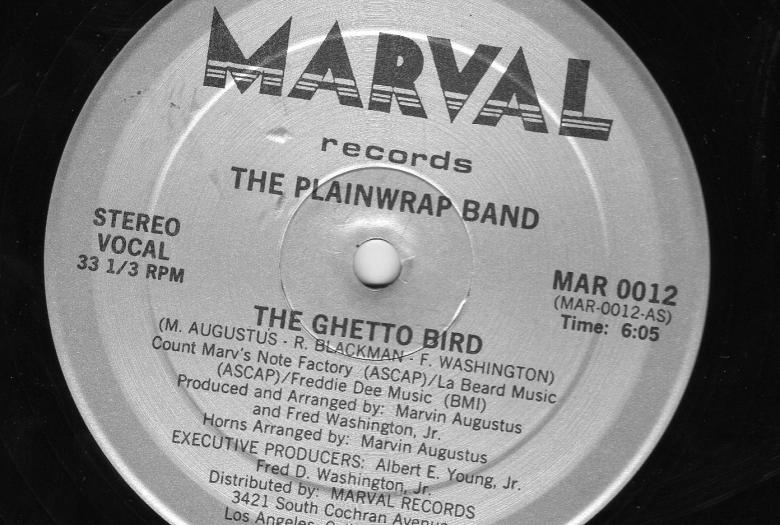 MARVAL
records
THE PLAINWRAP BAND
STEREO
VOCAL
33 1/3 RPM
MAR 0012
(MAR-0012-AS)
Time: 6:05
THE GHETTO BIRD
(M. AUGUSTUS - R. BLACKMAN - F. WASHINGTON)
Count Marv's Note Factory (ASCAP)/La Beard Music
(ASCAP)/Freddie Dee Music (BMI)
Produced and Arranged by: Marvin Augustus
and Fred Washington, Jr.
Horns Arranged by: Marvin Augustus
EXECUTIVE PRODUCERS: Albert E. Young, Jr.
Fred D. Washington, Jr.
Distributed by: MARVAL RECORDS
3421 South Cochran Avenue
Los Angeles,